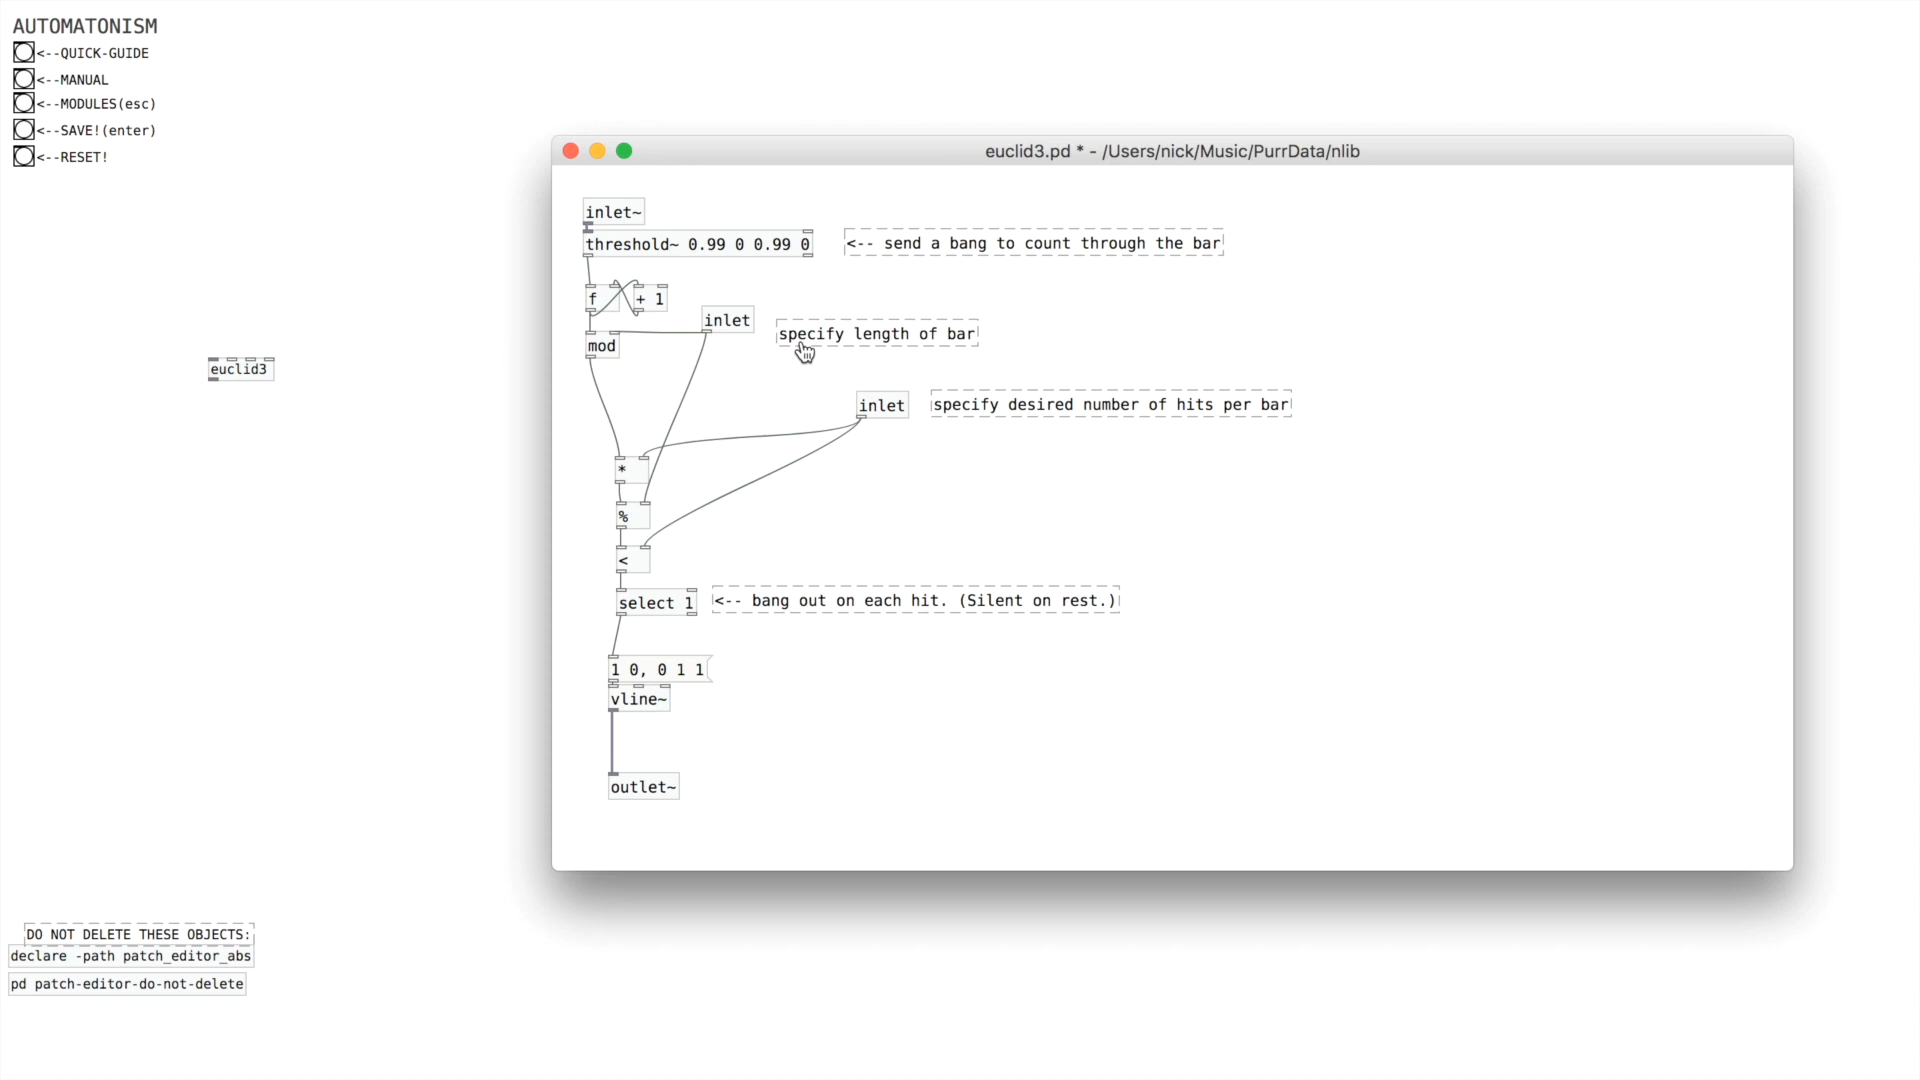 AUTOMATONISM
<--QUICK-GUIDE
<--MANUAL
<--MODULES(esc)
<--SAVE!(enter)
<--RESET!
euclid3
DO NOT DELETE THESE OBJECTS:
declare -path patch_editor_abs
pd patch-editor-do-not-delete
euclid3.pd * - /Users/nick/Music/PurrData/nlib
inlet~
threshold~ 0.99 0 0.99 0
<-- send a bang to count through the bar
f
+ 1
inlet
specify length of bar
mod
inlet
specify desired number of hits per bar
*
%
<
select 1
<-- bang out on each hit. (Silent on rest.)
1 0, 0 1 1
vline~
outlet~